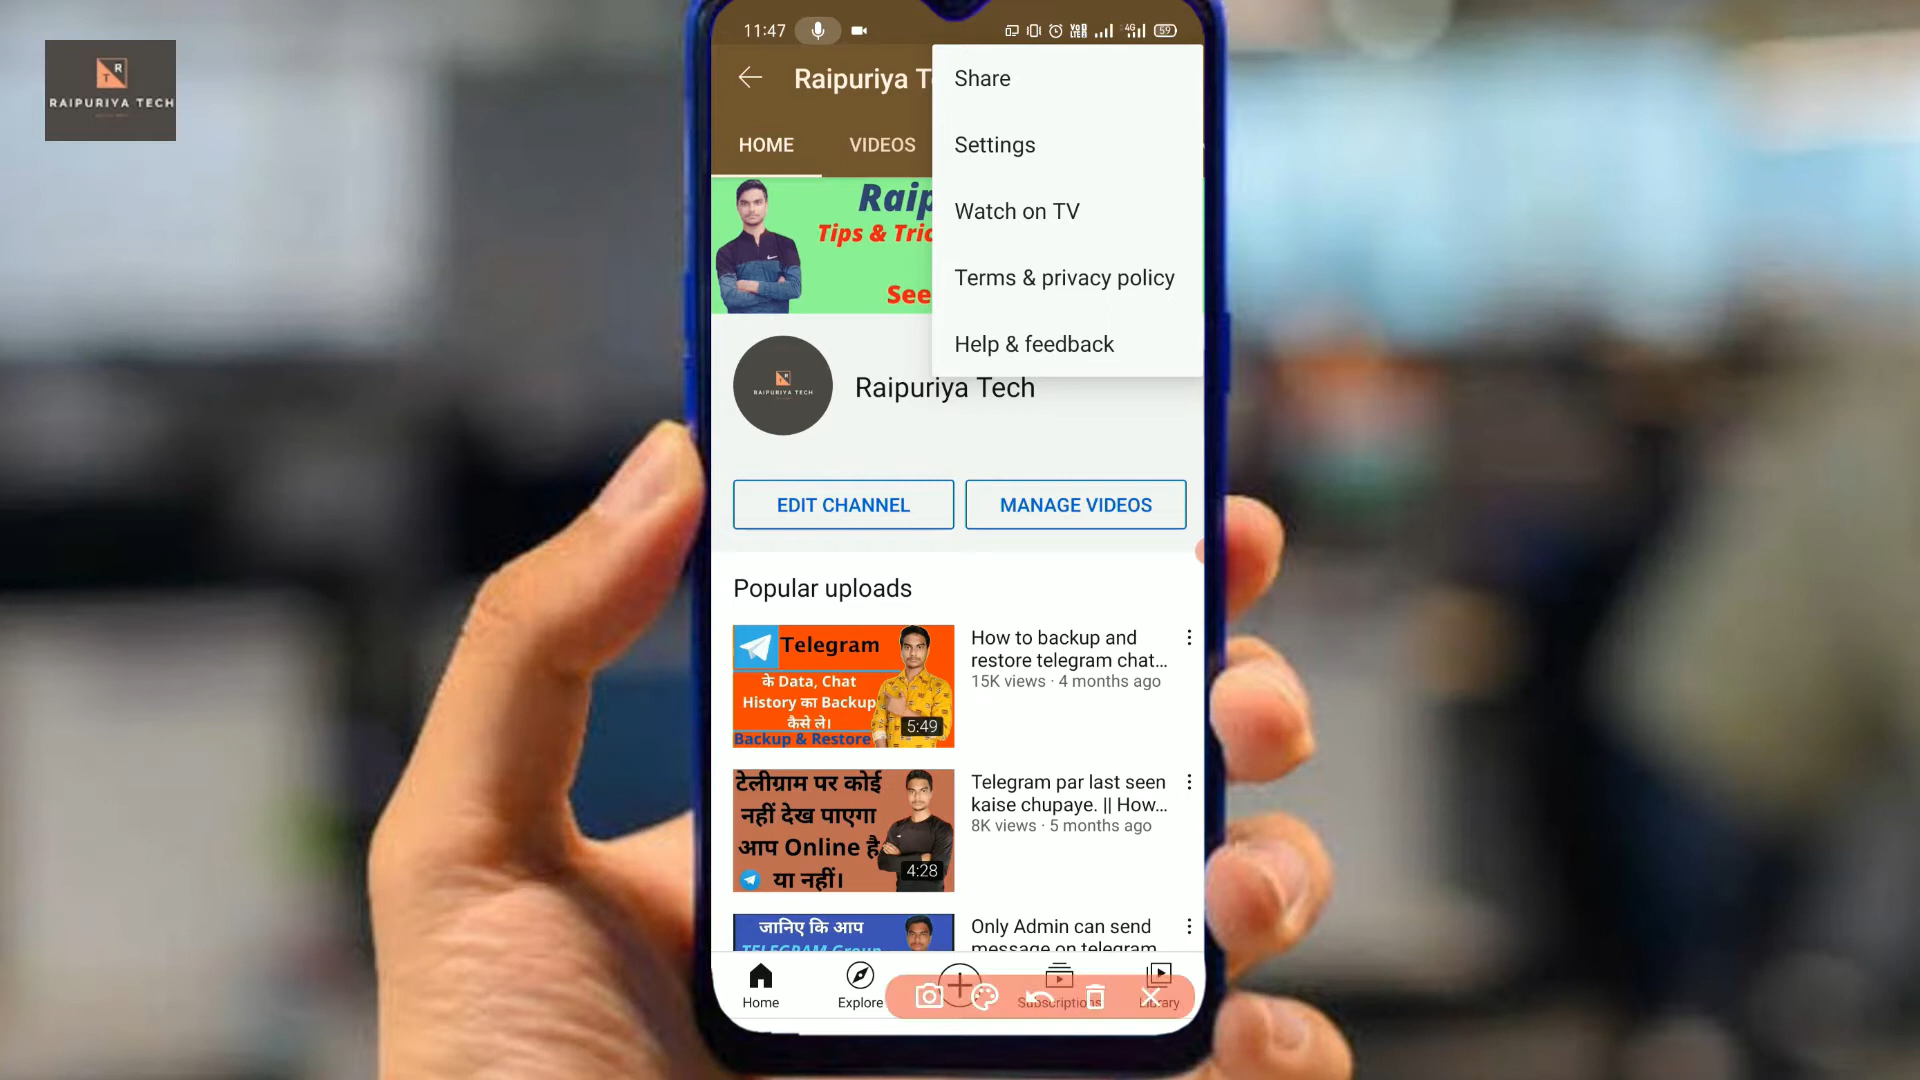 RAIPURIYA TECH
11:47
59
Raipuriya T
HOME
VIDEOS
Share
Settings
Watch on TV
Terms & privacy policy
Help & feedback
Raip
Tips & Tric
See
RAIPURIYA TECH
Raipuriya Tech
EDIT CHANNEL
MANAGE VIDEOS
Popular uploads
Telegram
के Data, Chat
History का Backup
कैसे ले।
Backup & Restore
5:49
How to backup and
restore telegram chat...
15K views · 4 months ago
टेलीग्राम पर कोई
नहीं देख पाएगा
आप Online है
या नहीं।
4:28
Telegram par last seen
kaise chupaye. || How...
8K views · 5 months ago
जानिए कि आप
TELEGRAM Group
Only Admin can send
message on telegram
Home
Explore
Subscriptions
Library